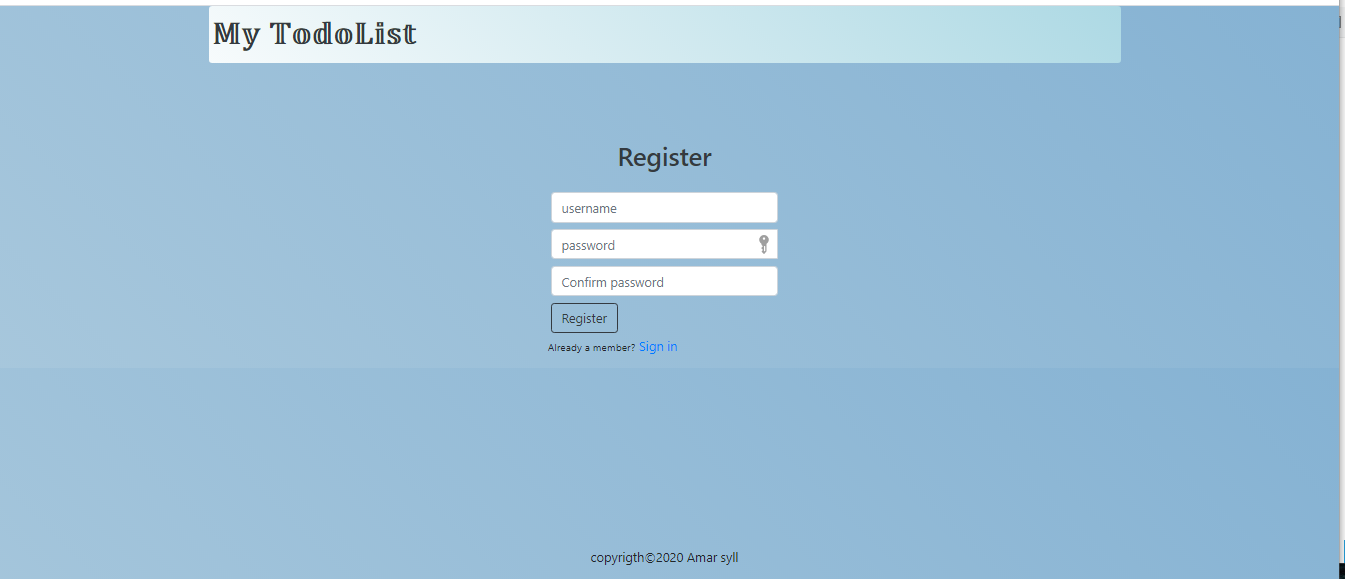 My TodoList
Register
username
password
Confirm password
Register
Already a member? Sign in
copyrigth©2020 Amar syll